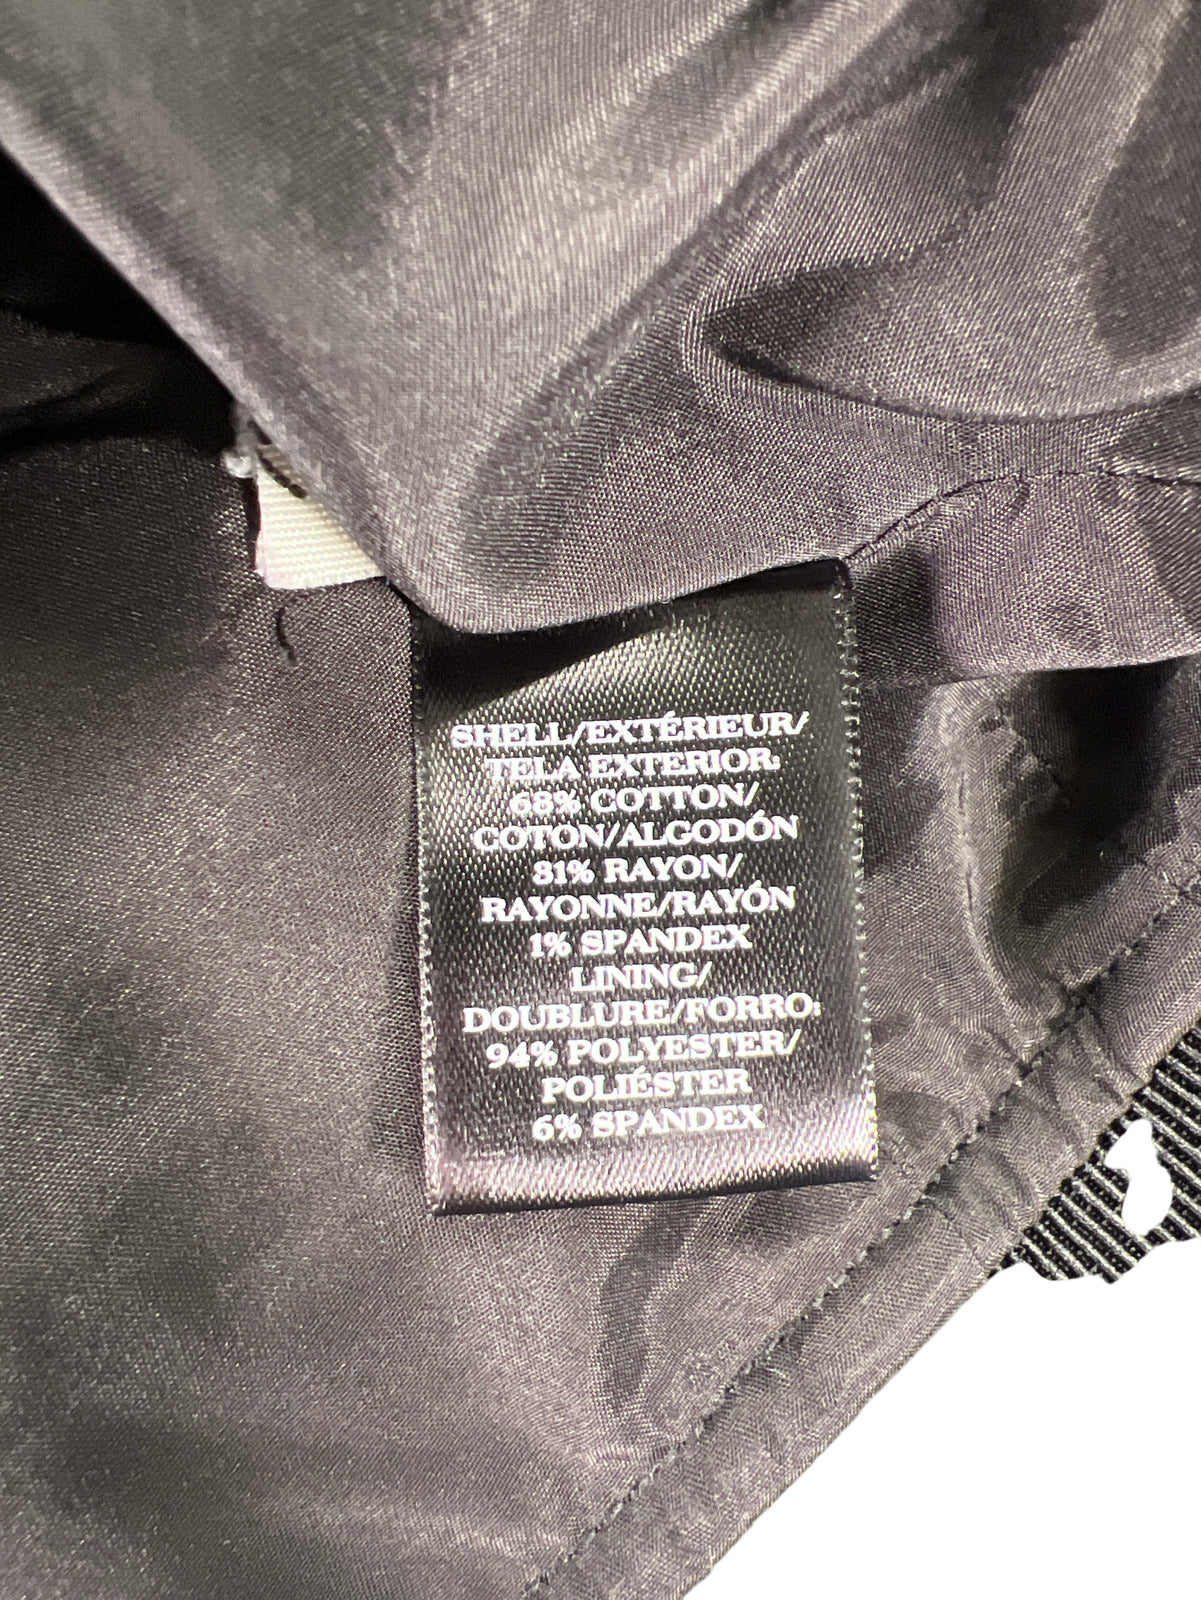 SHELL/EXTÉRIEUR/
TELA EXTERIOR:
68% COTTON/
COTON/ALGODÓN
31% RAYON/
RAYONNE/RAYÓN
1% SPANDEX
LINING/
DOUBLURE/FORRO:
94% POLYESTER/
POLIÉSTER
6% SPANDEX